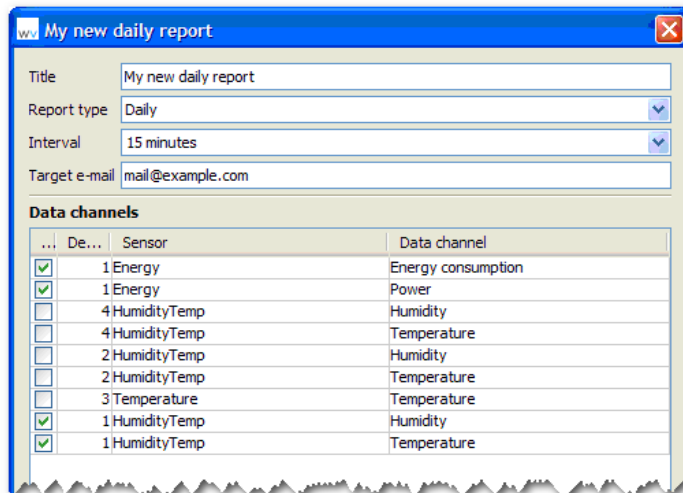 wv My new daily report
Title My new daily report
Report type Daily
Interval 15 minutes
Target e-mail mail@example.com
Data channels
... De... Sensor Data channel
1 Energy Energy consumption
1 Energy Power
4 HumidityTemp Humidity
4 HumidityTemp Temperature
2 HumidityTemp Humidity
2 HumidityTemp Temperature
3 Temperature Temperature
1 HumidityTemp Humidity
1 HumidityTemp Temperature